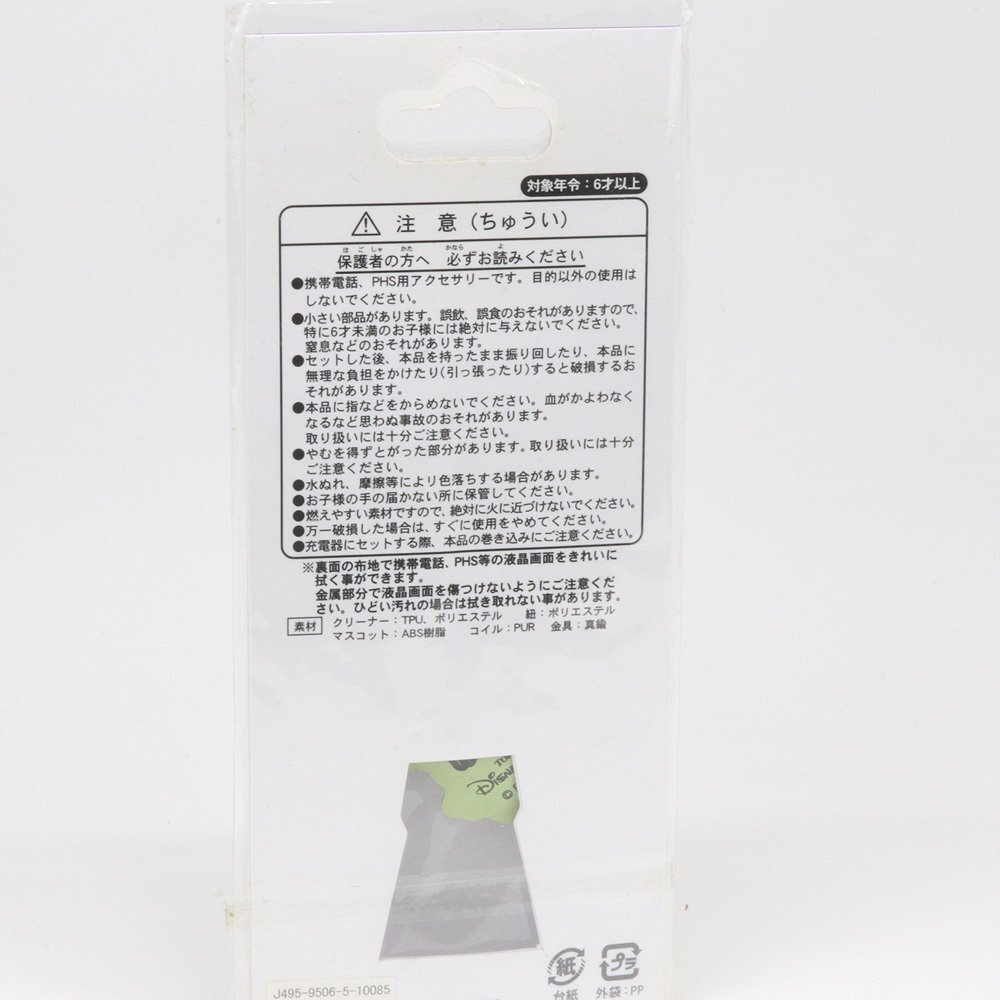 対象年令：6才以上
⚠ 注 意（ちゅうい）
ほごしゃ かた かなら よ
保護者の方へ 必ずお読みください
●携帯電話、PHS用アクセサリーです。目的以外の使用は
しないでください。
●小さい部品があります。誤飲、誤食のおそれがありますので、
特に6才未満のお子様には絶対に与えないでください。
窒息などのおそれがあります。
●セットした後、本品を持ったまま振り回したり、本品に
無理な負担をかけたり(引っ張ったり)すると破損するお
それがあります。
●本品に指などをからめないでください。血がかよわなく
なるなど思わぬ事故のおそれがあります。
取り扱いには十分ご注意ください。
●やむを得ずとがった部分があります。取り扱いには十分
ご注意ください。
●水ぬれ、摩擦等により色落ちする場合があります。
●お子様の手の届かない所に保管してください。
●燃えやすい素材ですので、絶対に火に近づけないでください。
●万一破損した場合は、すぐに使用をやめてください。
●充電器にセットする際、本品の巻き込みにご注意ください。
※裏面の布地で携帯電話、PHS等の液晶画面をきれいに
拭く事ができます。
金属部分で液晶画面を傷つけないようにご注意くだ
さい。ひどい汚れの場合は拭き取れない事があります。
素材 クリーナー：TPU、ポリエステル 紐：ポリエステル
マスコット：ABS樹脂 コイル：PUR 金具：真鍮
TO
DISNE
©
紙 プラ
台紙 外袋：PP
J495-9506-5-10085